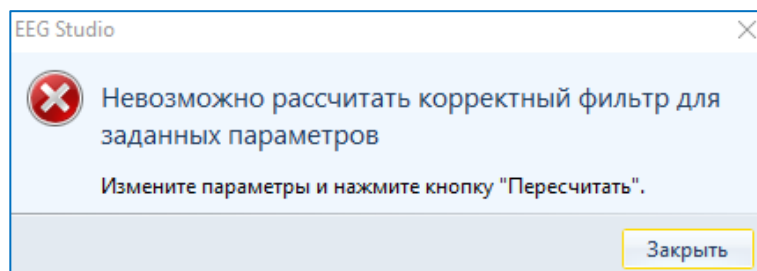 EEG Studio
Невозможно рассчитать корректный фильтр для
заданных параметров
Измените параметры и нажмите кнопку "Пересчитать".
Закрыть